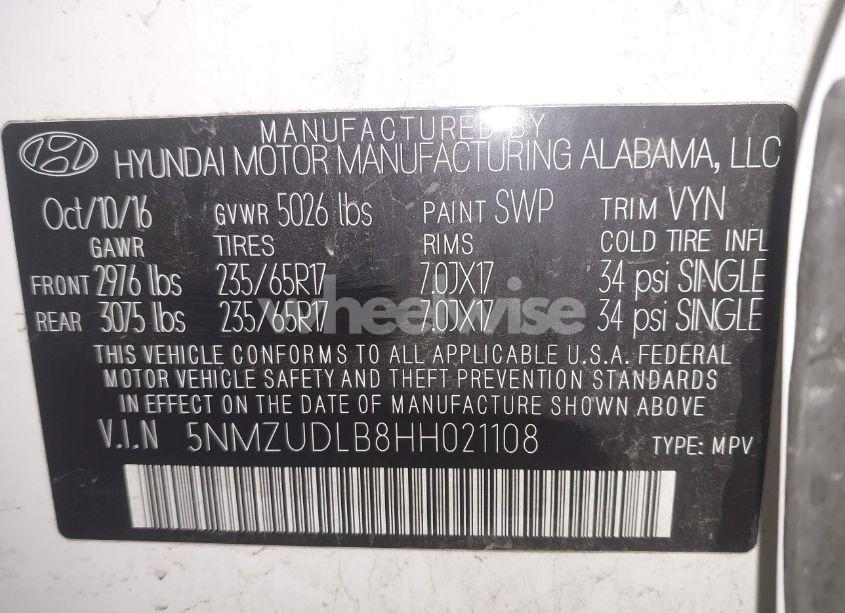 MANUFACTURED BY
HYUNDAI MOTOR MANUFACTURING ALABAMA, LLC
Oct/10/16 GVWR 5026 lbs PAINT SWP TRIM VYN
GAWR TIRES RIMS COLD TIRE INFL
FRONT 2976 lbs 235/65R17 7.0JX17 34 psi SINGLE
REAR 3075 lbs 235/65R17 7.0JX17 34 psi SINGLE
wheelwise
THIS VEHICLE CONFORMS TO ALL APPLICABLE U.S.A. FEDERAL
MOTOR VEHICLE SAFETY AND THEFT PREVENTION STANDARDS
IN EFFECT ON THE DATE OF MANUFACTURE SHOWN ABOVE
V.I.N 5NMZUDLB8HH021108 TYPE: MPV